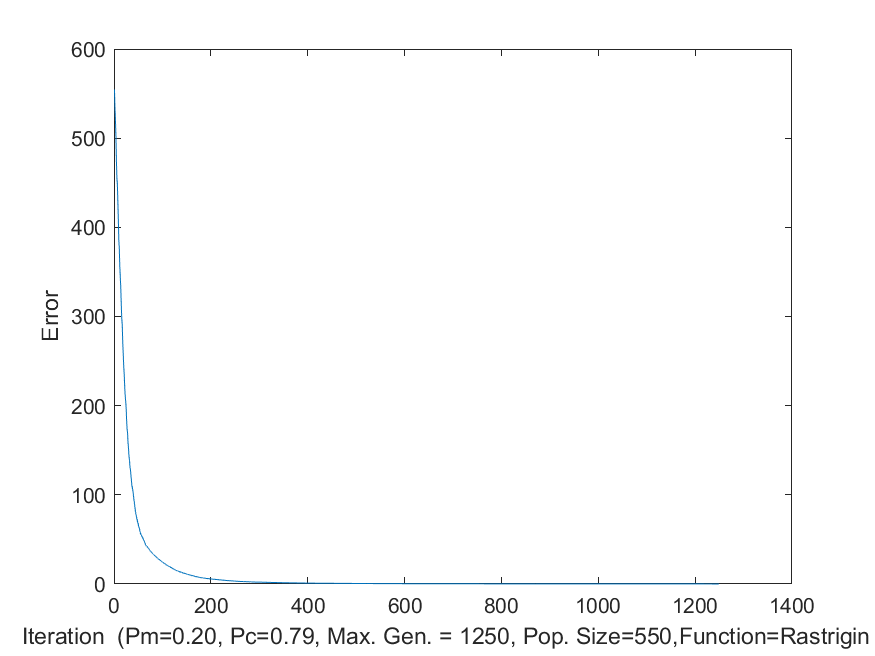 600
500
400
300
200
100
0
Error
0 200 400 600 800 1000 1200 1400
Iteration (Pm=0.20, Pc=0.79, Max. Gen. = 1250, Pop. Size=550,Function=Rastrigin